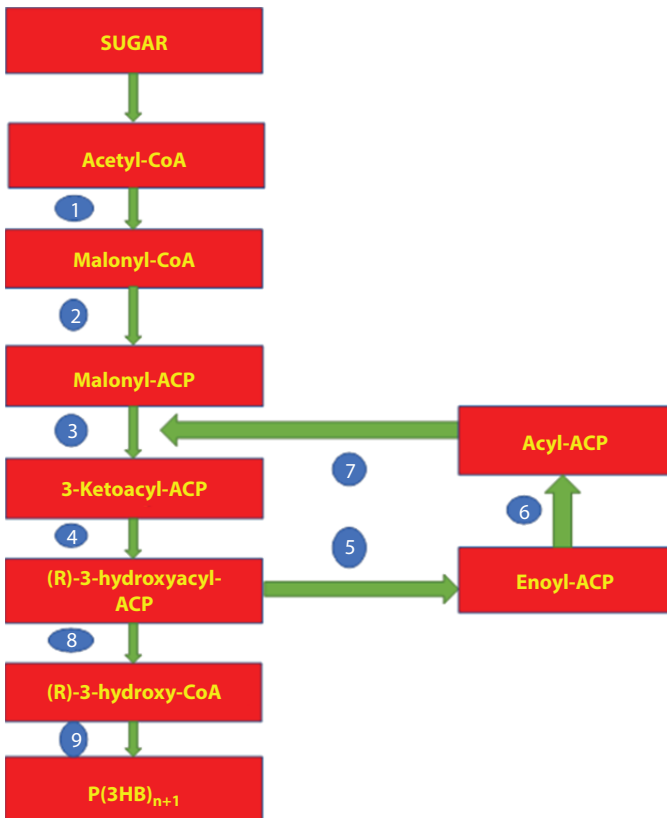 SUGAR
Acetyl-CoA
1
Malonyl-CoA
2
Malonyl-ACP
3
Acyl-ACP
7
3-Ketoacyl-ACP
4
5
6
(R)-3-hydroxyacyl-
ACP
Enoyl-ACP
8
(R)-3-hydroxy-CoA
9
P(3HB)n+1